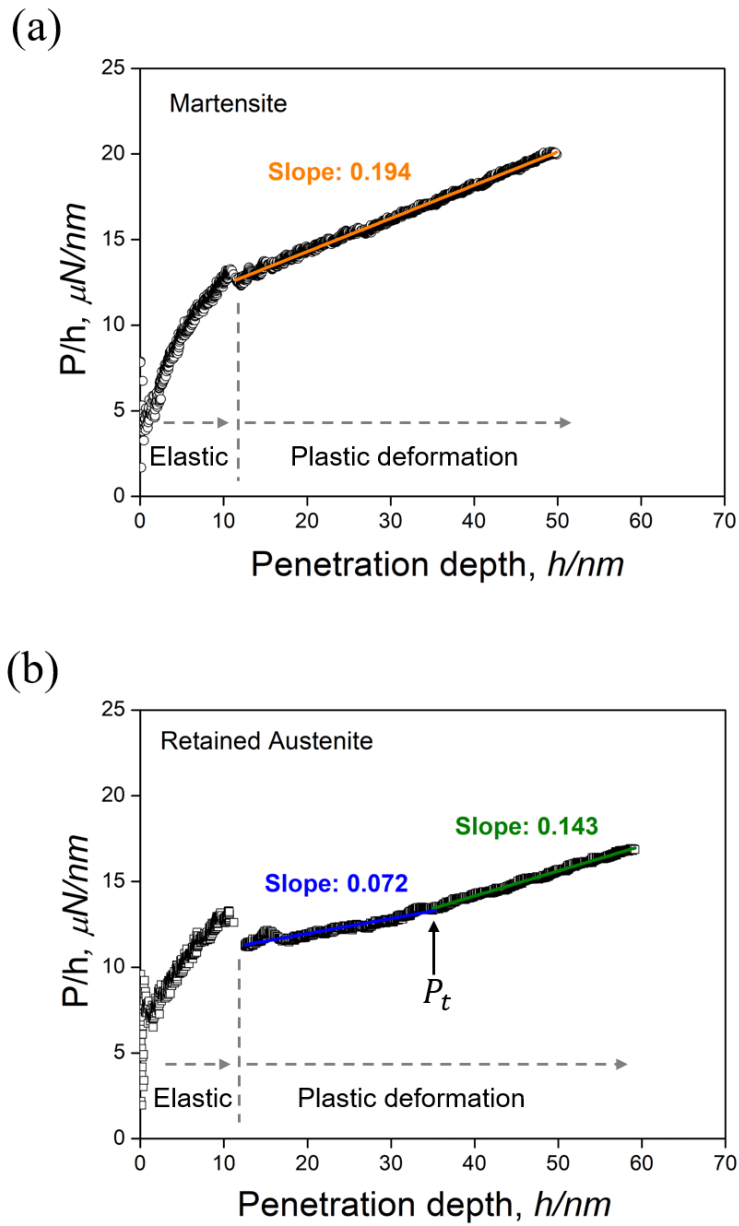 (a)
25
20
15
10
5
0
P/h, μN/nm
Martensite
Slope: 0.194
Elastic
Plastic deformation
0 10 20 30 40 50 60 70
Penetration depth, h/nm
(b)
25
20
15
10
5
0
P/h, μN/nm
Retained Austenite
Slope: 0.143
Slope: 0.072
Pt
Elastic
Plastic deformation
0 10 20 30 40 50 60 70
Penetration depth, h/nm